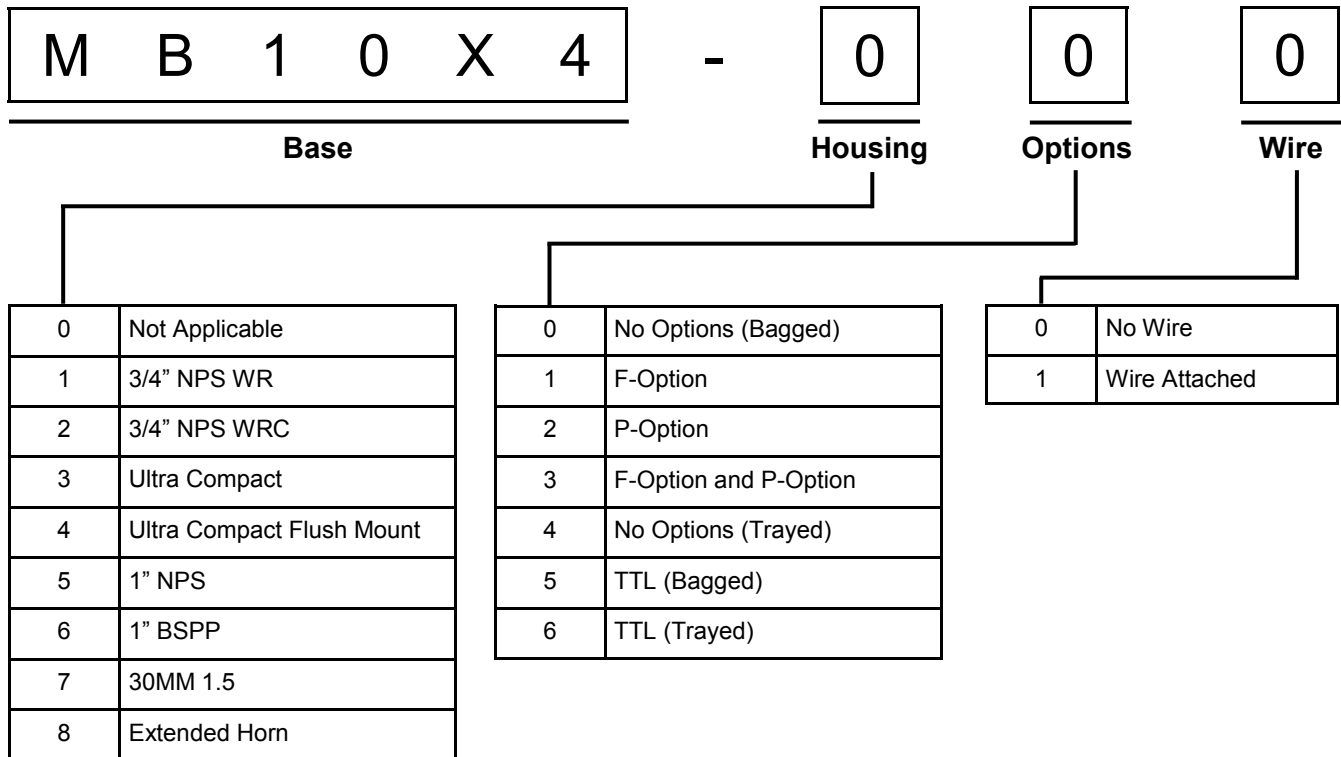 M B 1 0 X 4 - 0 0 0
Base Housing Options Wire
0 Not Applicable
1 3/4” NPS WR
2 3/4” NPS WRC
3 Ultra Compact
4 Ultra Compact Flush Mount
5 1” NPS
6 1” BSPP
7 30MM 1.5
8 Extended Horn
0 No Options (Bagged)
1 F-Option
2 P-Option
3 F-Option and P-Option
4 No Options (Trayed)
5 TTL (Bagged)
6 TTL (Trayed)
0 No Wire
1 Wire Attached